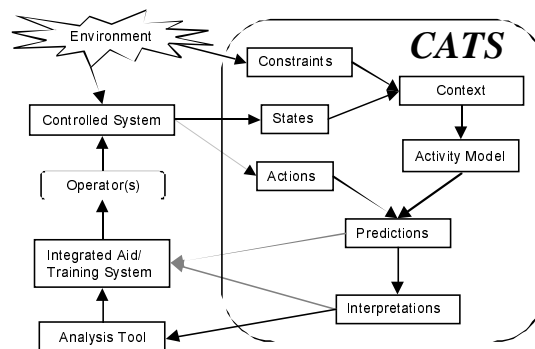 CATS
Environment
Constraints
Context
Controlled System
States
Activity Model
Operator(s)
Actions
Predictions
Integrated Aid/
Training System
Interpretations
Analysis Tool